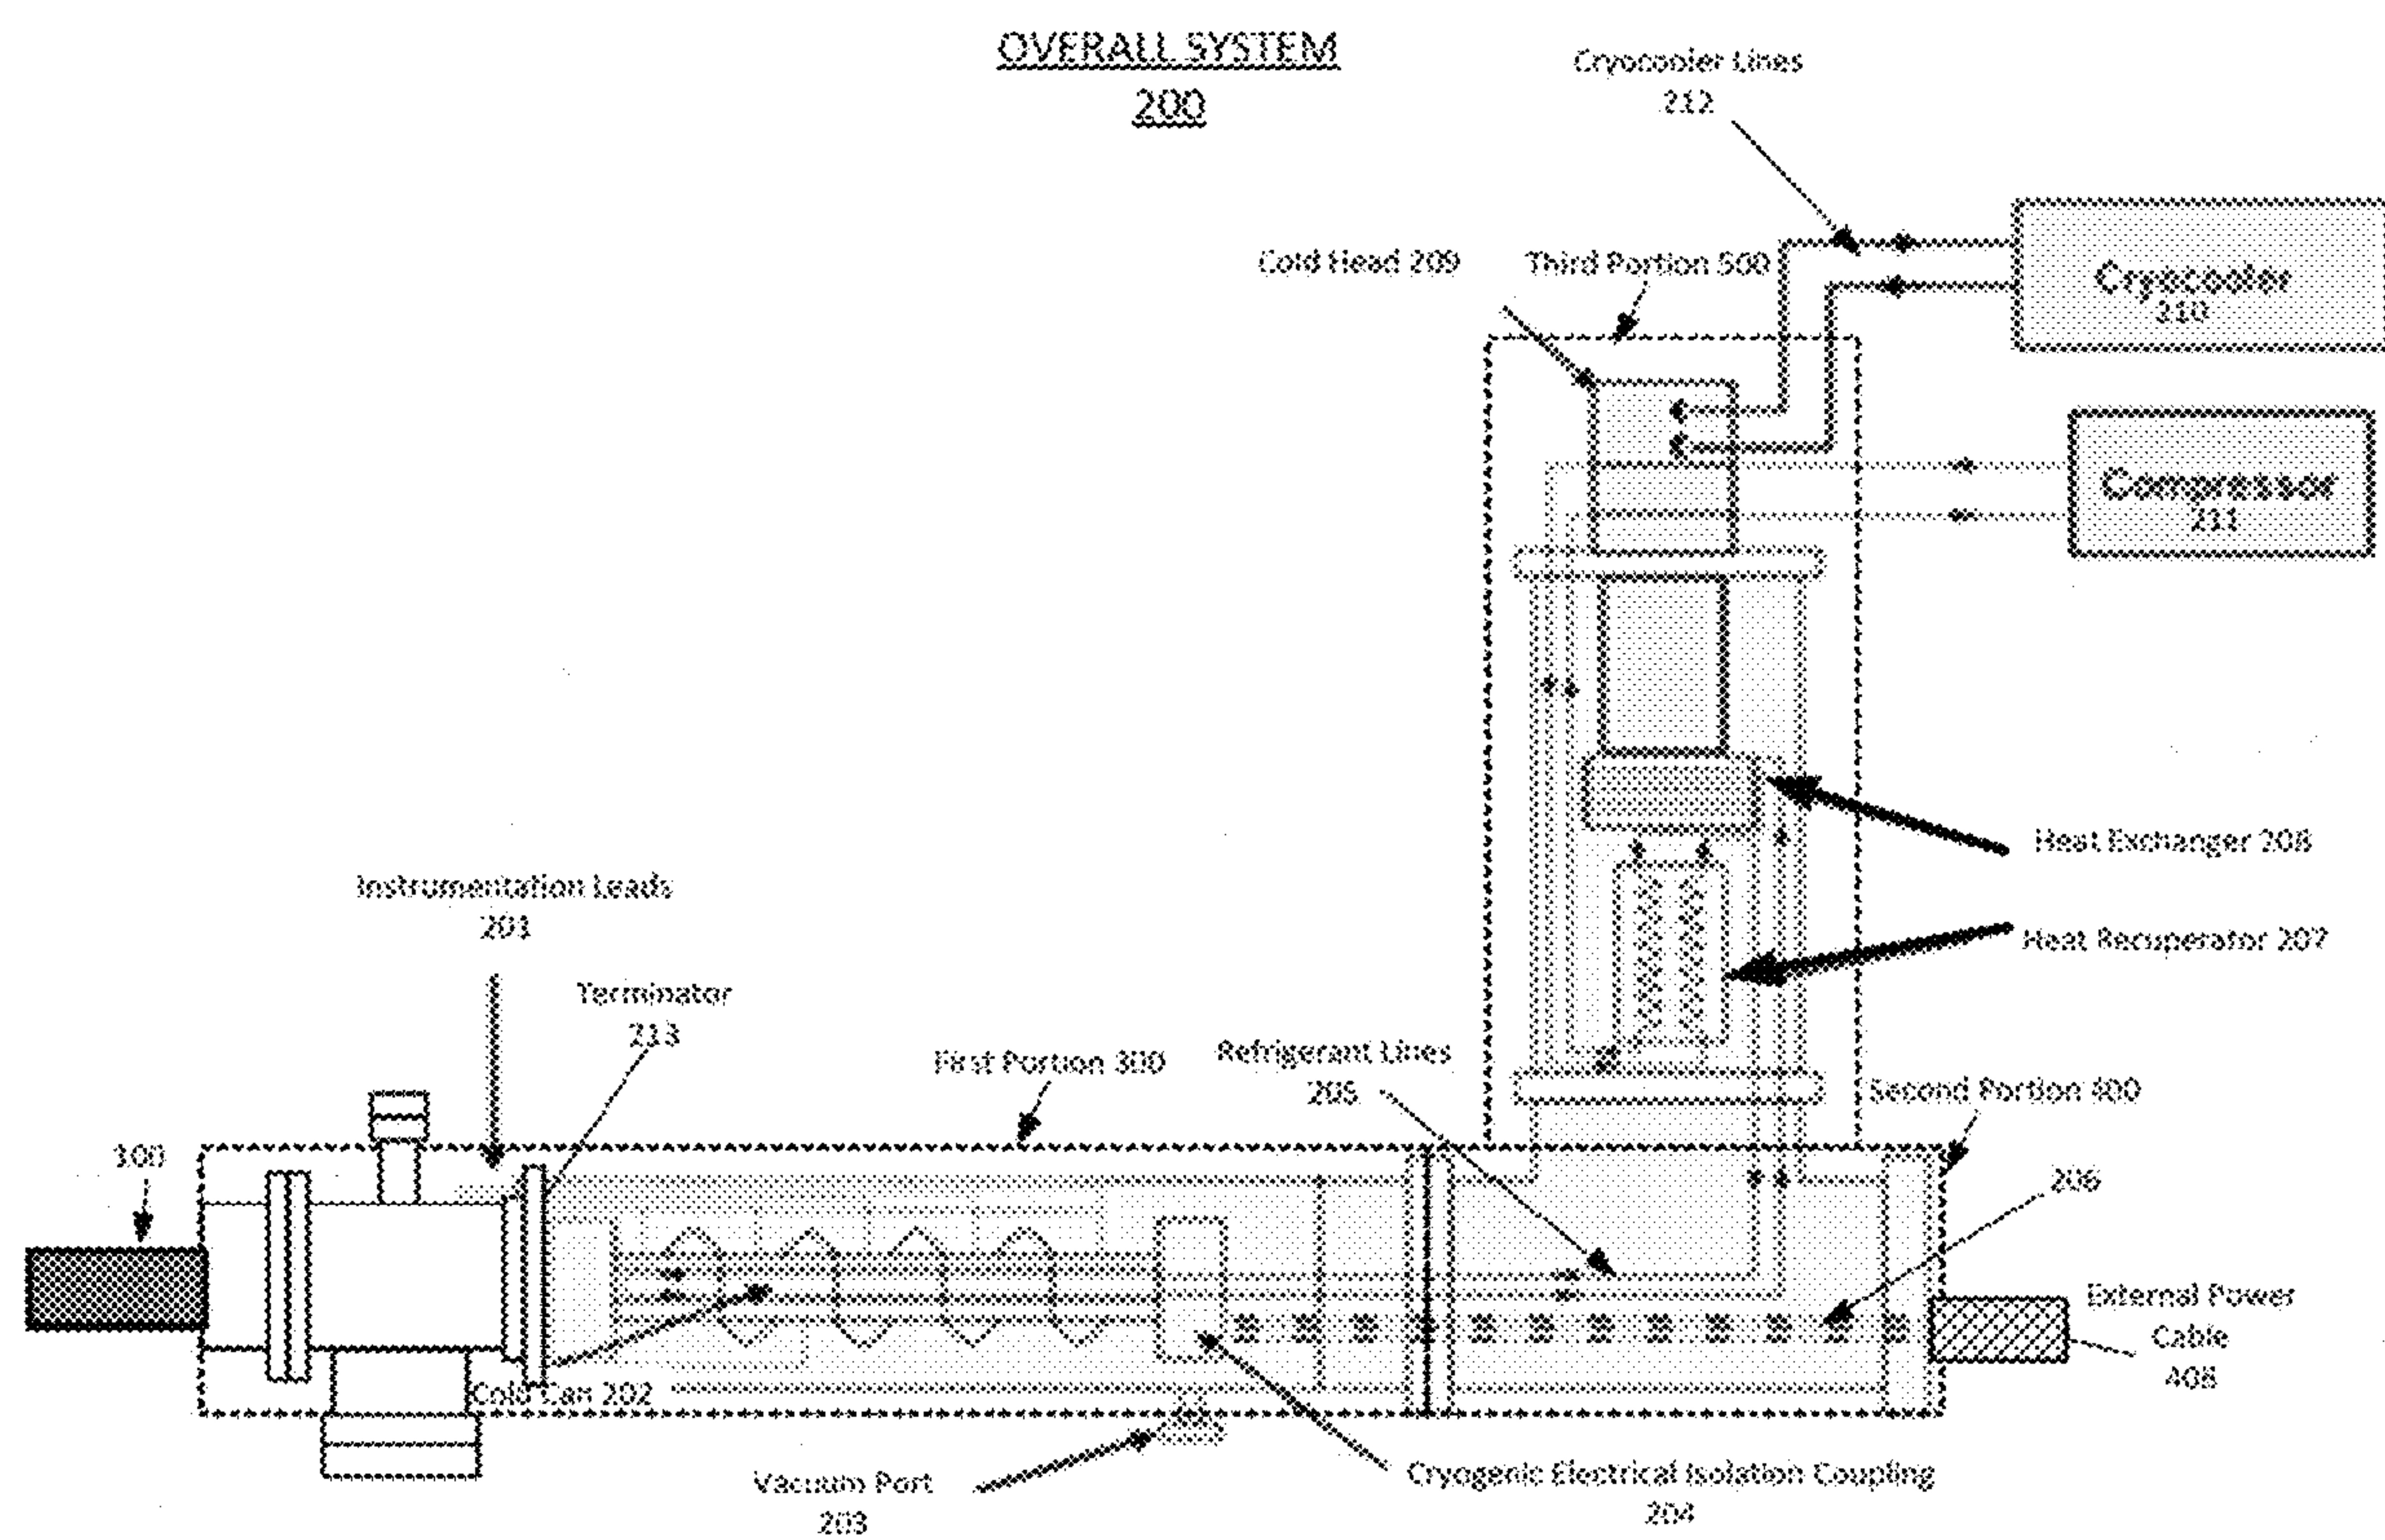 OVERALL SYSTEM
200
Cryocooler Lines
212
Cold Head 209
Third Portion 500
Cryocooler
210
Compressor
211
Heat Exchanger 208
Heat Recuperator 207
Instrumentation Leads
201
Terminator
213
First Portion 300
Refrigerant Lines
205
Second Portion 400
100
206
External Power
Cable
408
Cold Can 202
Vacuum Port
203
Cryogenic Electrical Isolation Coupling
204